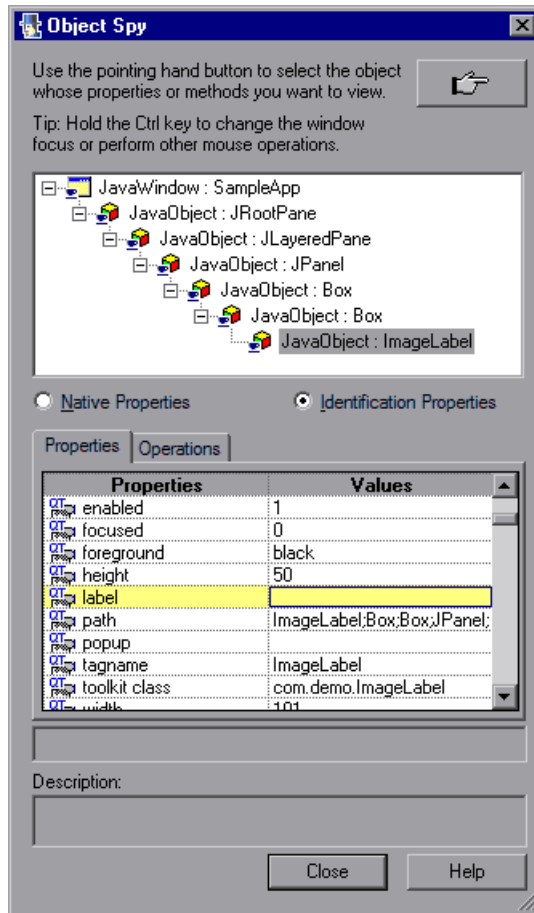 Object Spy
Use the pointing hand button to select the object
whose properties or methods you want to view.
Tip: Hold the Ctrl key to change the window
focus or perform other mouse operations.
JavaWindow : SampleApp
JavaObject : JRootPane
JavaObject : JLayeredPane
JavaObject : JPanel
JavaObject : Box
JavaObject : Box
JavaObject : ImageLabel
Native Properties Identification Properties
Properties Operations
Properties Values
enabled 1
focused 0
foreground black
height 50
label
path ImageLabel;Box;Box;JPanel;
popup
tagname ImageLabel
toolkit class com.demo.ImageLabel
width 101
Description:
Close Help